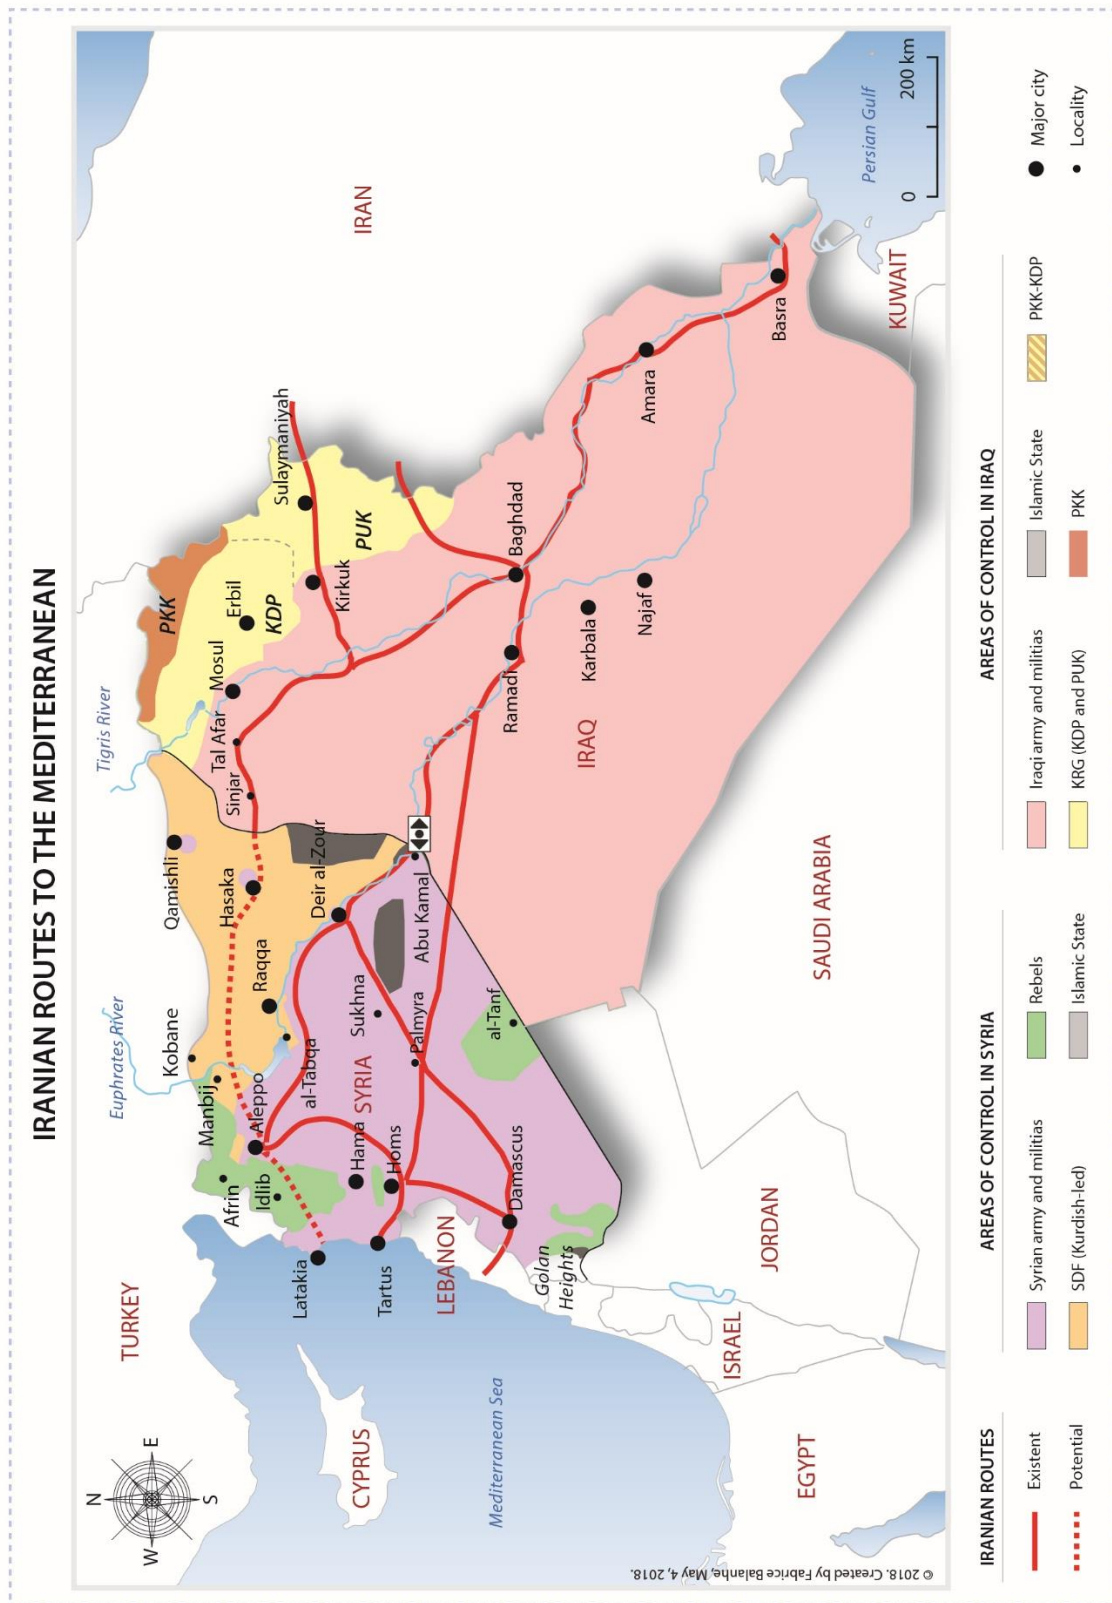 IRANIAN ROUTES TO THE MEDITERRANEAN
N
W
E
S
TURKEY
Euphrates River
Tigris River
CYPRUS
Mediterranean Sea
Kobane
Manbij
Afrin
Aleppo
Idlib
Latakia
Raqqa
al-Tabqa
Hasaka
Qamishli
Sinjar
Tal Afar
Mosul
PKK
Erbil
KDP
Kirkuk
PUK
Sulaymaniyah
IRAN
SYRIA
Hama
Homs
Tartus
Sukhna
Deir al-Zour
Palmyra
Abu Kamal
LEBANON
Damascus
al-Tanf
Golan
Heights
Ramadi
Baghdad
Karbala
Najaf
IRAQ
Amara
Basra
ISRAEL
JORDAN
EGYPT
SAUDI ARABIA
KUWAIT
Persian Gulf
0
200 km
© 2018. Created by Fabrice Balanhe, May 4, 2018.
IRANIAN ROUTES
Existent
Potential
AREAS OF CONTROL IN SYRIA
Syrian army and militias
Rebels
SDF (Kurdish-led)
Islamic State
AREAS OF CONTROL IN IRAQ
Iraqi army and militias
Islamic State
PKK-KDP
KRG (KDP and PUK)
PKK
Major city
Locality